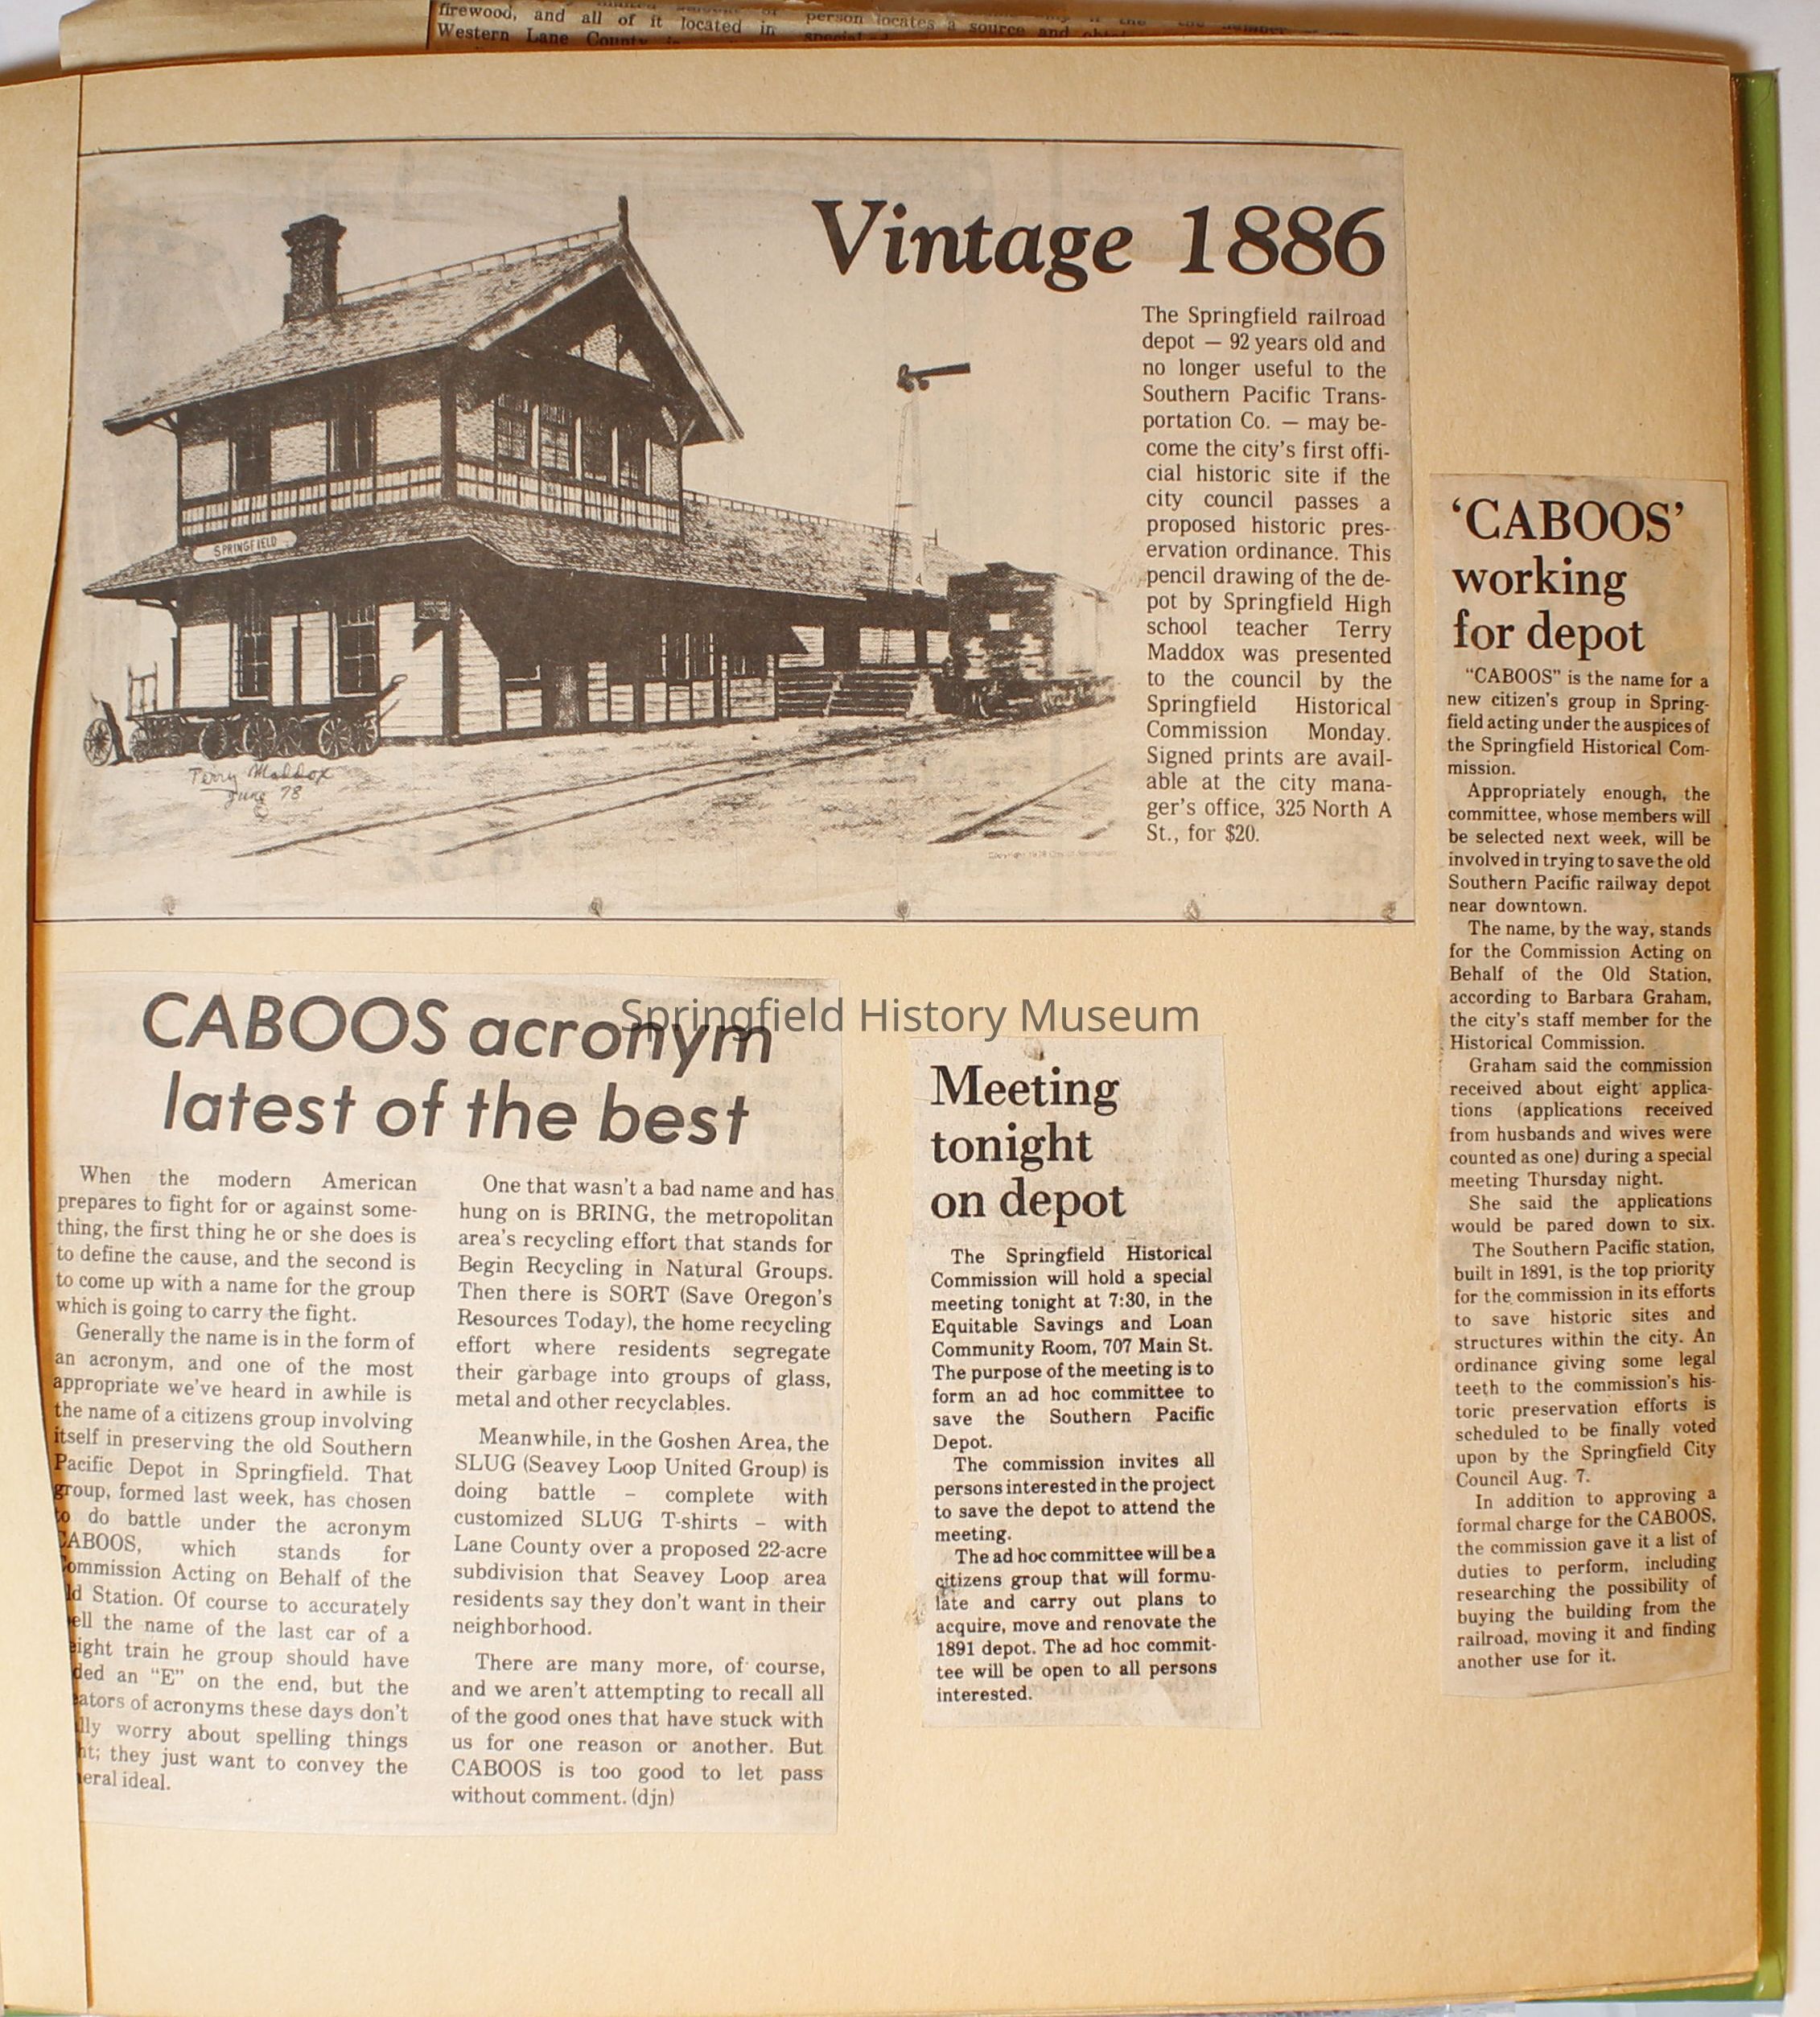 firewood, and all of it located in
Western Lane County
person locates a source and
Vintage 1886
The Springfield railroad
depot — 92 years old and
no longer useful to the
Southern Pacific Trans-
portation Co. — may be-
come the city's first offi-
cial historic site if the
city council passes a
proposed historic pres-
ervation ordinance. This
pencil drawing of the de-
pot by Springfield High
school teacher Terry
Maddox was presented
to the council by the
Springfield Historical
Commission Monday.
Signed prints are avail-
able at the city mana-
ger's office, 325 North A
St., for $20.
SPRINGFIELD
Terry Maddox
June 78
©
'CABOOS'
working
for depot
"CABOOS" is the name for a
new citizen's group in Spring-
field acting under the auspices of
the Springfield Historical Com-
mission.
Appropriately enough, the
committee, whose members will
be selected next week, will be
involved in trying to save the old
Southern Pacific railway depot
near downtown.
The name, by the way, stands
for the Commission Acting on
Behalf of the Old Station,
according to Barbara Graham,
the city's staff member for the
Historical Commission.
Graham said the commission
received about eight applica-
tions (applications received
from husbands and wives were
counted as one) during a special
meeting Thursday night.
She said the applications
would be pared down to six.
The Southern Pacific station,
built in 1891, is the top priority
for the commission in its efforts
to save historic sites and
structures within the city. An
ordinance giving some legal
teeth to the commission's his-
toric preservation efforts is
scheduled to be finally voted
upon by the Springfield City
Council Aug. 7.
In addition to approving a
formal charge for the CABOOS,
the commission gave it a list of
duties to perform, including
researching the possibility of
buying the building from the
railroad, moving it and finding
another use for it.
Springfield History Museum
CABOOS acronym
latest of the best
When the modern American
prepares to fight for or against some-
thing, the first thing he or she does is
to define the cause, and the second is
to come up with a name for the group
which is going to carry the fight.
Generally the name is in the form of
an acronym, and one of the most
appropriate we've heard in awhile is
the name of a citizens group involving
itself in preserving the old Southern
Pacific Depot in Springfield. That
group, formed last week, has chosen
to do battle under the acronym
CABOOS, which stands for
ommission Acting on Behalf of the
ld Station. Of course to accurately
ell the name of the last car of a
eight train he group should have
ded an "E" on the end, but the
ators of acronyms these days don't
lly worry about spelling things
ht; they just want to convey the
eral ideal.
One that wasn't a bad name and has
hung on is BRING, the metropolitan
area's recycling effort that stands for
Begin Recycling in Natural Groups.
Then there is SORT (Save Oregon's
Resources Today), the home recycling
effort where residents segregate
their garbage into groups of glass,
metal and other recyclables.
Meanwhile, in the Goshen Area, the
SLUG (Seavey Loop United Group) is
doing battle – complete with
customized SLUG T-shirts – with
Lane County over a proposed 22-acre
subdivision that Seavey Loop area
residents say they don't want in their
neighborhood.
There are many more, of course,
and we aren't attempting to recall all
of the good ones that have stuck with
us for one reason or another. But
CABOOS is too good to let pass
without comment. (djn)
Meeting
tonight
on depot
The Springfield Historical
Commission will hold a special
meeting tonight at 7:30, in the
Equitable Savings and Loan
Community Room, 707 Main St.
The purpose of the meeting is to
form an ad hoc committee to
save the Southern Pacific
Depot.
The commission invites all
persons interested in the project
to save the depot to attend the
meeting.
The ad hoc committee will be a
citizens group that will formu-
late and carry out plans to
acquire, move and renovate the
1891 depot. The ad hoc commit-
tee will be open to all persons
interested.